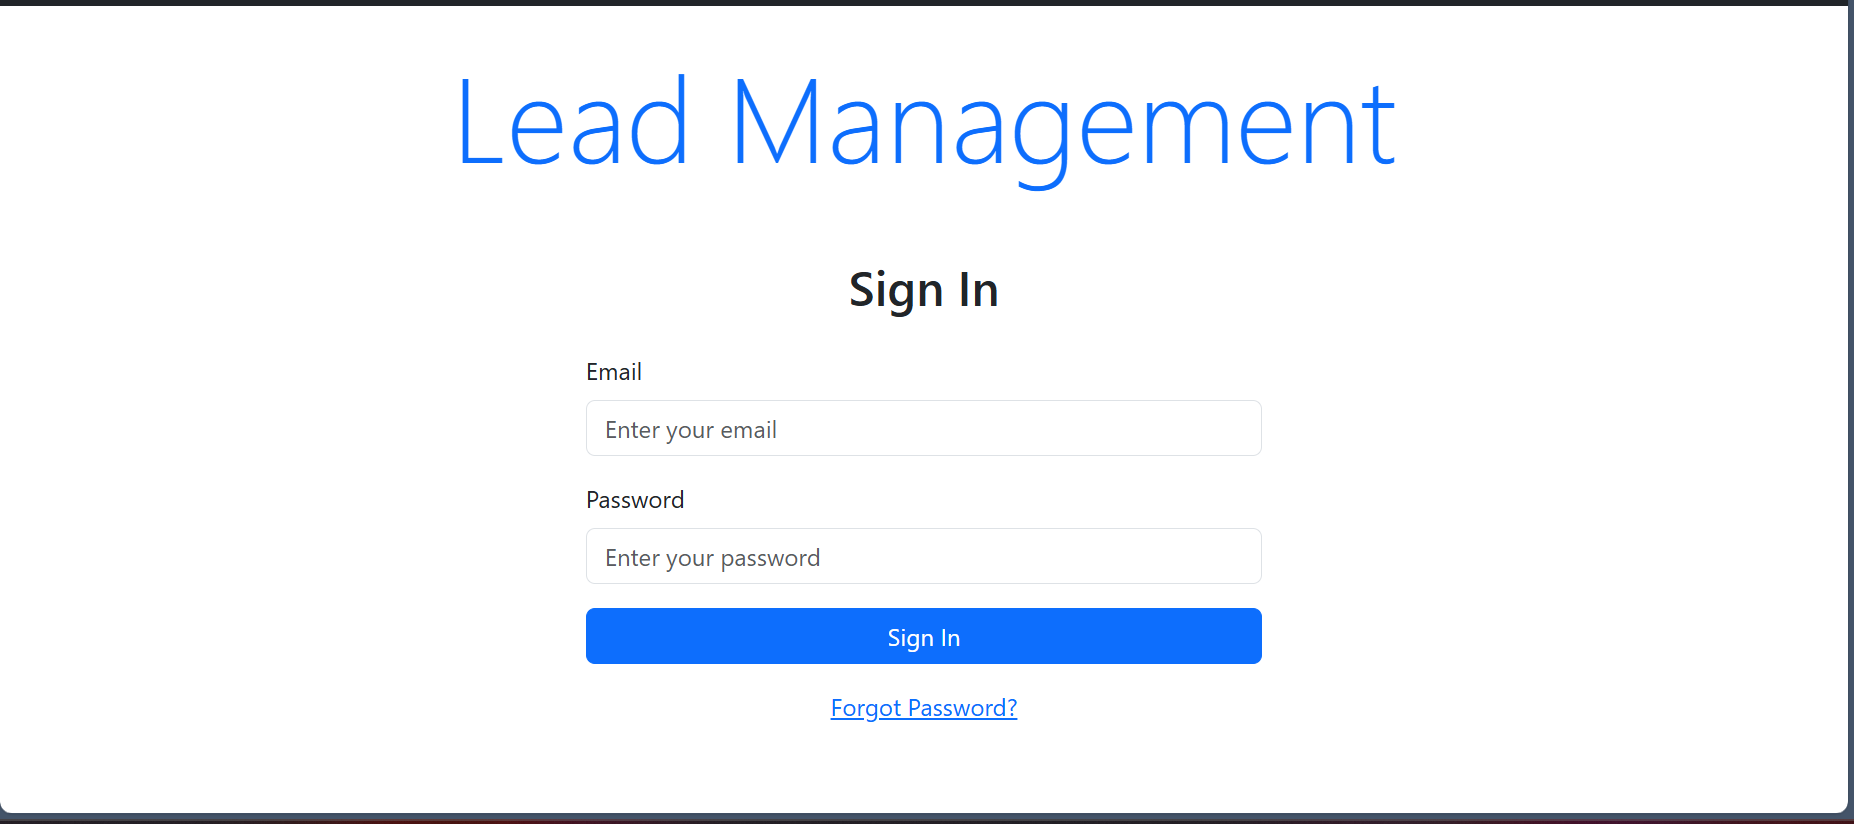 Lead Management
Sign In
Email
Enter your email
Password
Enter your password
Sign In
Forgot Password?